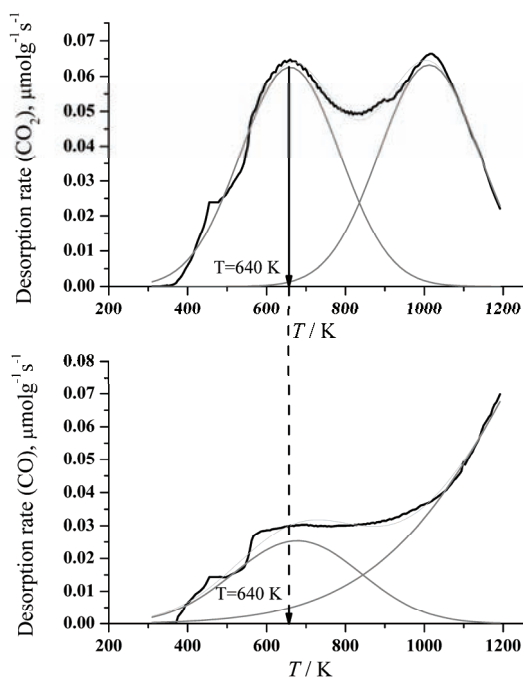 Desorption rate (CO₂), μmolg⁻¹s⁻¹
0.07
0.06
0.05
0.04
0.03
0.02
0.01
0.00
T=640 K
200 400 600 800 1000 1200
T / K
Desorption rate (CO), μmolg⁻¹s⁻¹
0.08
0.07
0.06
0.05
0.04
0.03
0.02
0.01
0.00
T=640 K
200 400 600 800 1000 1200
T / K